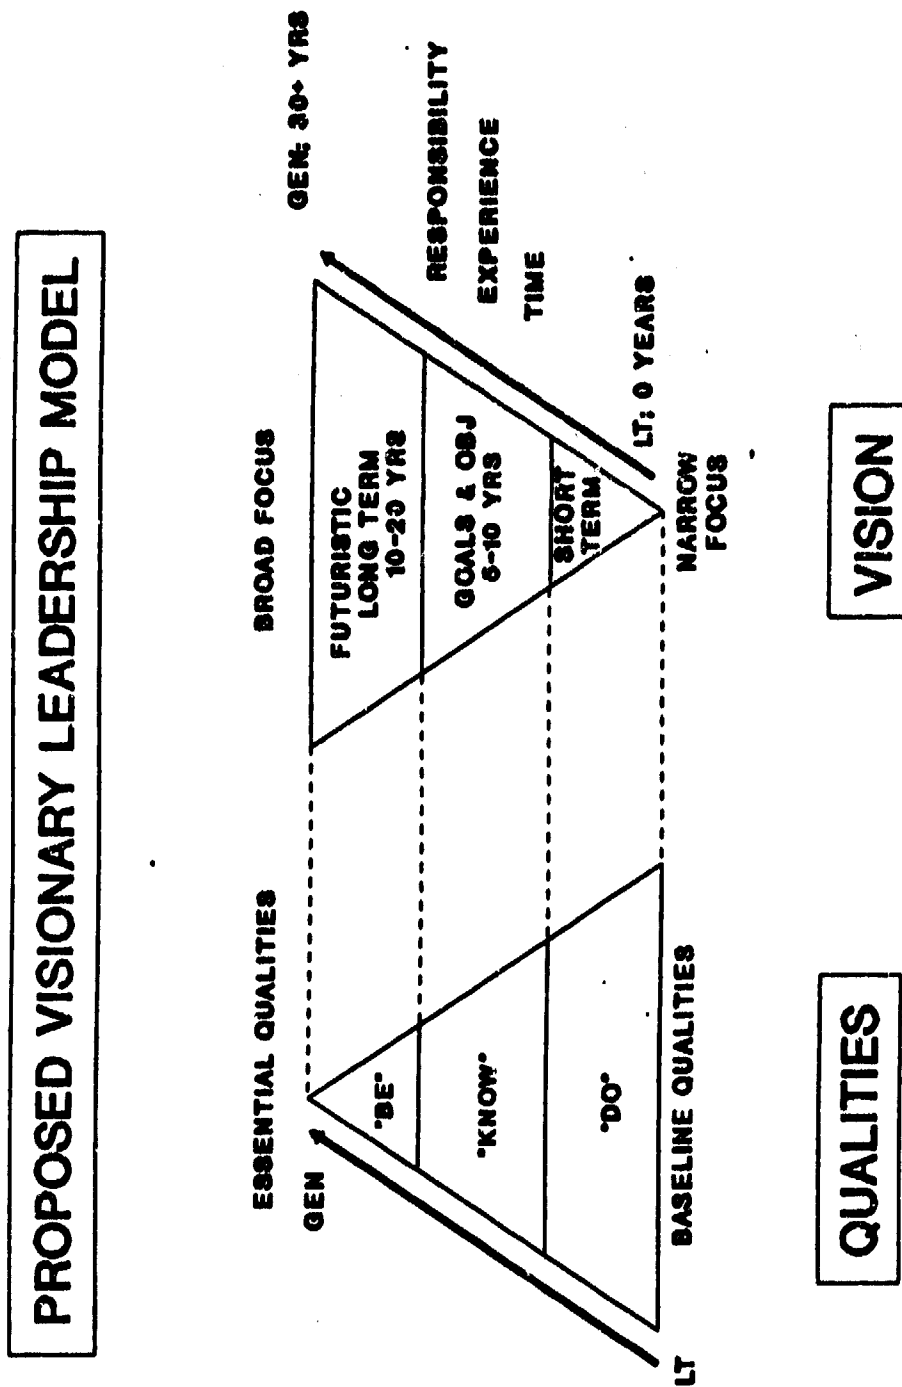 PROPOSED VISIONARY LEADERSHIP MODEL
ESSENTIAL QUALITIES
GEN
"BE"
"KNOW"
"DO"
BASELINE QUALITIES
LT
QUALITIES
BROAD FOCUS
FUTURISTIC
LONG TERM
10-20 YRS
GOALS & OBJ
5-10 YRS
SHORT
TERM
NARROW
FOCUS
GEN: 30+ YRS
RESPONSIBILITY
EXPERIENCE
TIME
LT: 0 YEARS
VISION